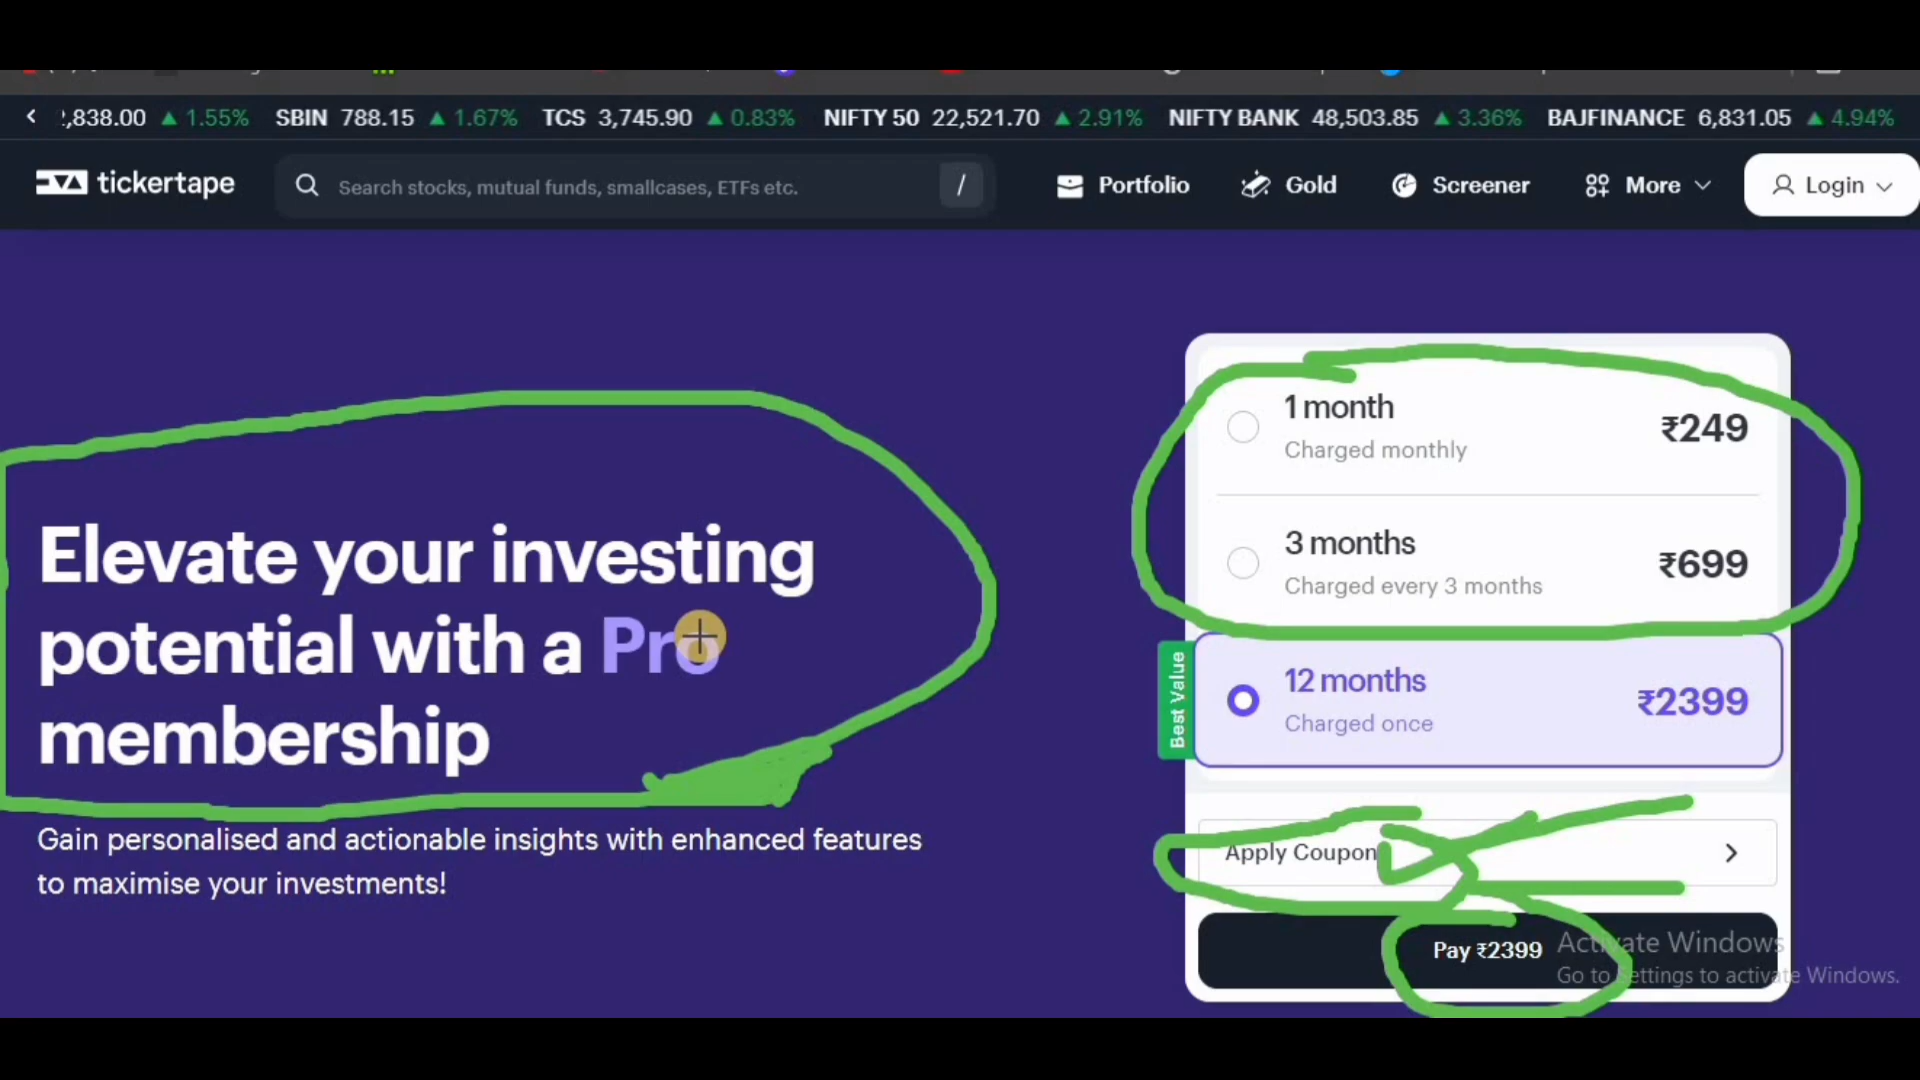 ,838.00 ▲ 1.55% SBIN 788.15 ▲ 1.67% TCS 3,745.90 ▲ 0.83% NIFTY 50 22,521.70 ▲ 2.91% NIFTY BANK 48,503.85 ▲ 3.36% BAJFINANCE 6,831.05 ▲ 4.94%
tickertape Search stocks, mutual funds, smallcases, ETFs etc. / Portfolio Gold Screener More Login
Elevate your investing
potential with a Pro
membership
Gain personalised and actionable insights with enhanced features
to maximise your investments!
1 month ₹249
Charged monthly
3 months ₹699
Charged every 3 months
Best Value
12 months ₹2399
Charged once
Apply Coupon
Pay ₹2399
Activate Windows
Go to Settings to activate Windows.